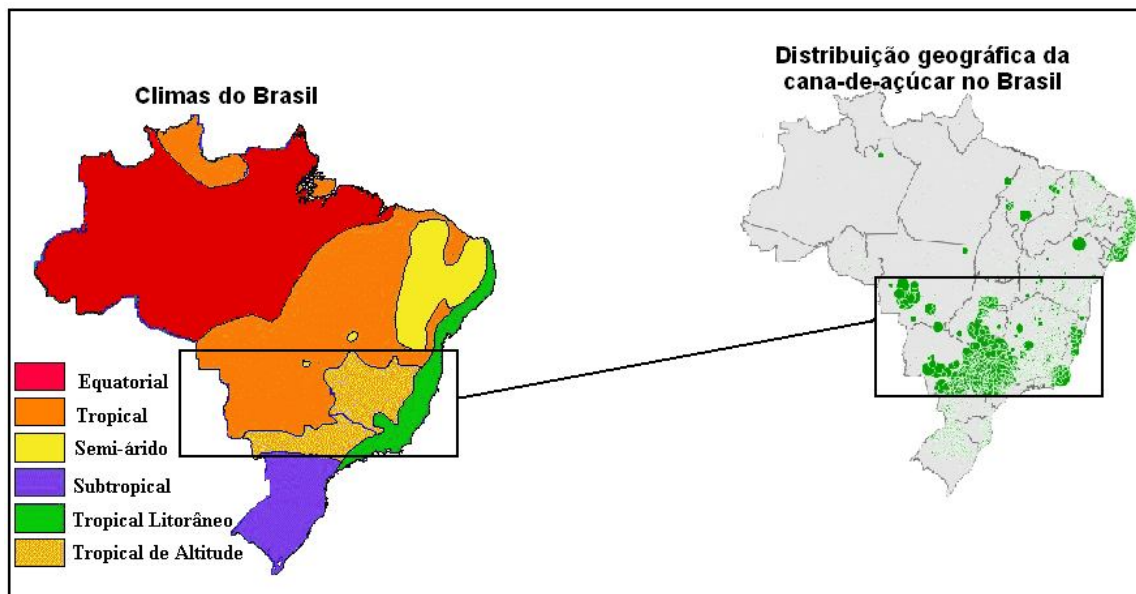 Distribuição geográfica da
cana-de-açúcar no Brasil
Climas do Brasil
Equatorial
Tropical
Semi-árido
Subtropical
Tropical Litorâneo
Tropical de Altitude